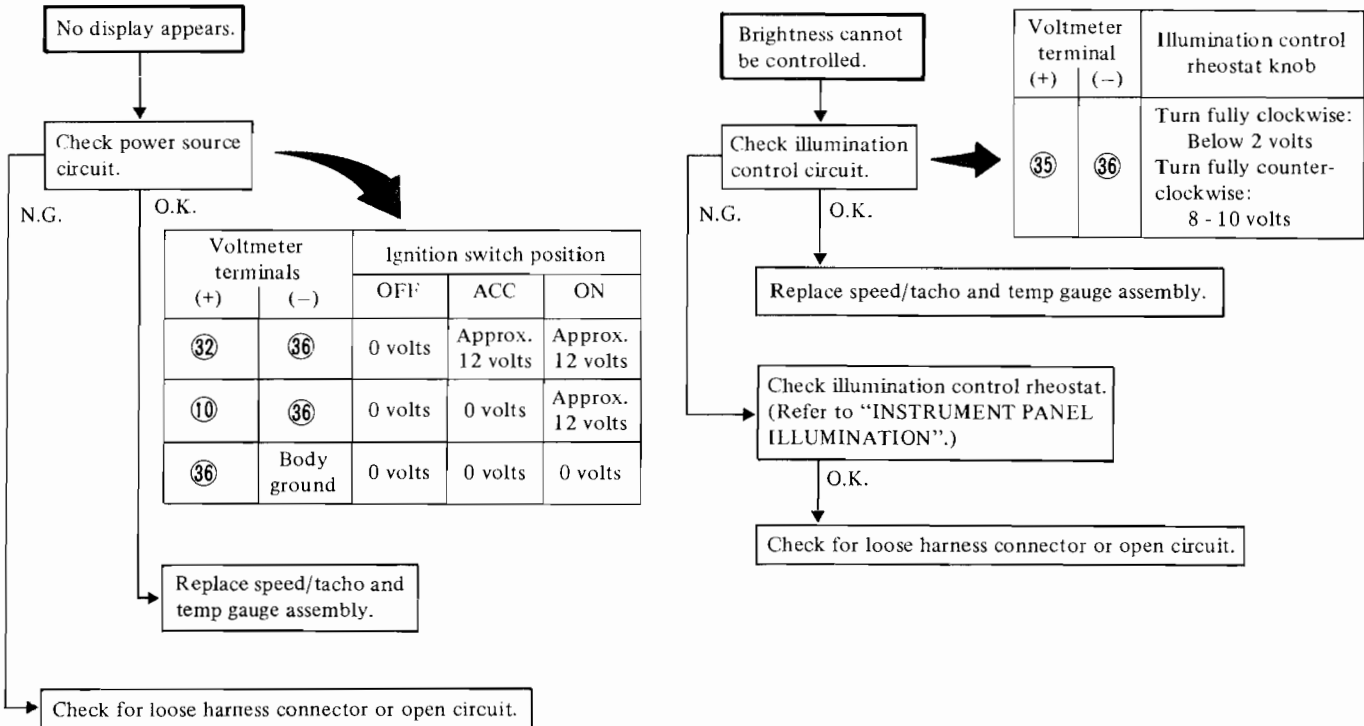 No display appears.
Check power source
circuit.
N.G.
O.K.
Voltmeter
terminals
Ignition switch position
(+)
(−)
OFF
ACC
ON
32
36
0 volts
Approx.
12 volts
Approx.
12 volts
10
36
0 volts
0 volts
Approx.
12 volts
36
Body
ground
0 volts
0 volts
0 volts
Replace speed/tacho and
temp gauge assembly.
Check for loose harness connector or open circuit.
Brightness cannot
be controlled.
Check illumination
control circuit.
N.G.
O.K.
Voltmeter
terminal
(+)
(−)
Illumination control
rheostat knob
35
36
Turn fully clockwise:
Below 2 volts
Turn fully counter-
clockwise:
8 - 10 volts
Replace speed/tacho and temp gauge assembly.
Check illumination control rheostat.
(Refer to “INSTRUMENT PANEL
ILLUMINATION”.)
O.K.
Check for loose harness connector or open circuit.